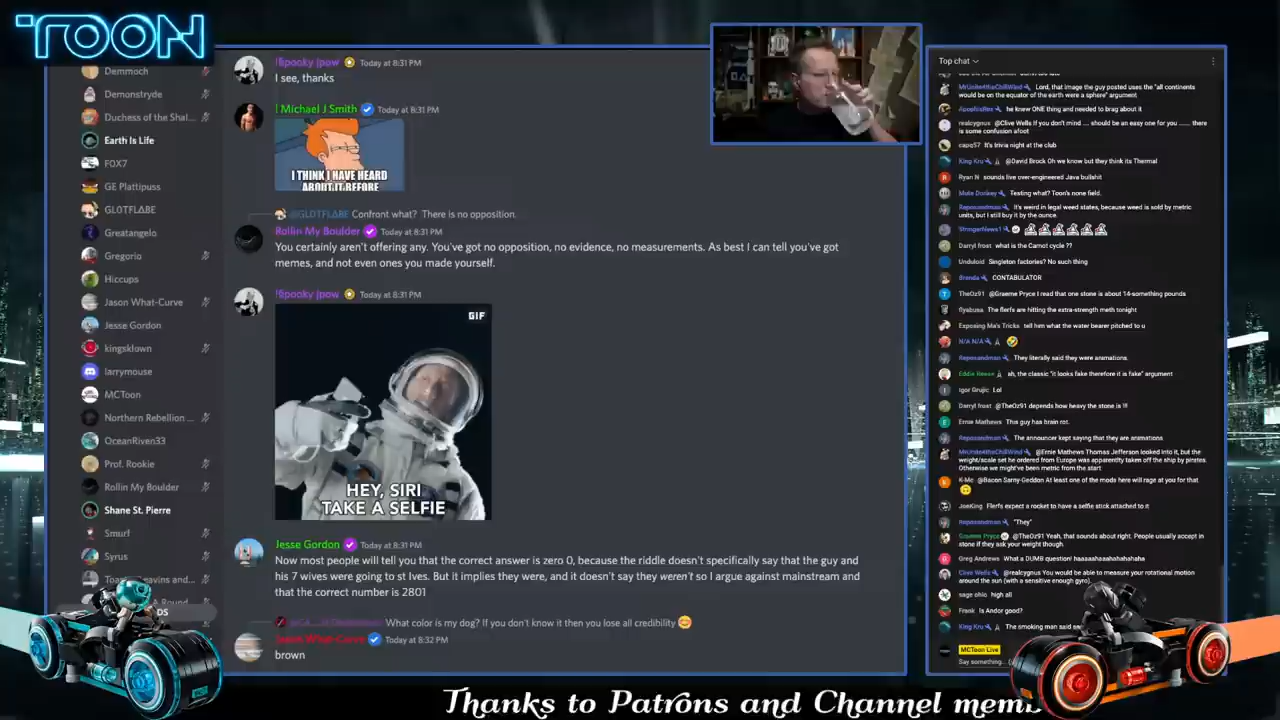 TOON
Demmoch
Demonstryde
Duchess of the Shal...
Earth Is Life
FOX7
GE Plattipuss
GL0TFLΔBE
Greatangelo
Gregorio
Hiccups
Jason What-Curve
Jesse Gordon
kingsklown
larrymouse
MCToon
Northern Rebellion ...
OceanRiven33
Prof. Rookie
Rollin My Boulder
Shane St. Pierre
Smurf
Syrus
Today at 8:31 PM
I see, thanks
Michael J Smith Today at 8:31 PM
I THINK I HAVE HEARD
ABOUT IT BEFORE
@GL0TFLΔBE Confront what? There is no opposition.
Rollin My Boulder Today at 8:31 PM
You certainly aren't offering any. You've got no opposition, no evidence, no measurements. As best I can tell you've got
memes, and not even ones you made yourself.
Today at 8:31 PM
GIF
HEY, SIRI
TAKE A SELFIE
Jesse Gordon Today at 8:31 PM
Now most people will tell you that the correct answer is zero 0, because the riddle doesn't specifically say that the guy and
his 7 wives were going to st Ives. But it implies they were, and it doesn't say they weren't so I argue against mainstream and
that the correct number is 2801
What color is my dog? If you don't know it then you lose all credibility 😋
Jason What-Curve Today at 8:32 PM
brown
Top chat
MrUnite4theChillWind Lord, that image the guy posted uses the "all continents
would be on the equator of the earth were a sphere" argument
he knew ONE thing and needed to brag about it
realcygnus @Clive Wells If you don't mind .... should be an easy one for you ........ there
is some confusion afoot
capq57 It's trivia night at the club
King Kru @David Brock Oh we know but they think its Thermal
Ryan N sounds live over-engineered Java bullshit
Mute Donkey Testing what? Toon's none field.
Reposandman It's weird in legal weed states, because weed is sold by metric
units, but I still buy it by the ounce.
StrongerNews1
Darryl frost what is the Carnot cycle ??
Unduloid Singleton factories? No such thing
Brenda CONTABULATOR
TheOz91 @Graeme Pryce I read that one stone is about 14-something pounds
flyabusa The flerfs are hitting the extra-strength meth tonight
Exposing Ma's Tricks tell him what the water bearer pitched to u
N/A N/A 🤣
Reposandman They literally said they were animations.
Eddie Reese ah, the classic "it looks fake therefore it is fake" argument
Igor Grujic Lol
Darryl frost @TheOz91 depends how heavy the stone is !!!
Ernie Mathews This guy has brain rot.
Reposandman The announcer kept saying that they are animations
MrUnite4theChillWind @Ernie Mathews Thomas Jefferson looked into it, but the
weight/scale set he ordered from Europe was apparently taken off the ship by pirates.
Otherwise we might've been metric from the start
K-Mc @Bacon Sarny-Geddon At least one of the mods here will rage at you for that
🙃
JoeKing Flerfs expect a rocket to have a selfie stick attached to it
Reposandman "They"
Graeme Pryce @TheOz91 Yeah, that sounds about right. People usually accept in
stone if they ask your weight though.
Greg Andrews What a DUMB question! haaaaahaahahahaha
Clive Wells @realcygnus You would be able to measure your rotational motion
around the sun (with a sensitive enough gyro)
sage ohio high all
Frank Is Andor good?
King Kru The smoking man said
MCToon Live
Say something...
Thanks to Patrons and Channel memb